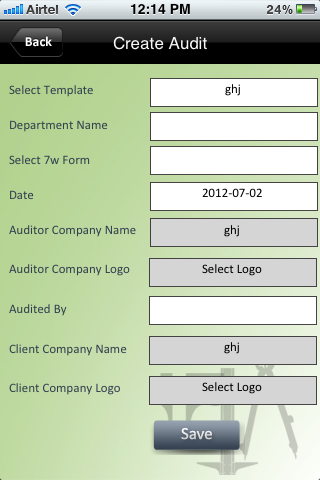 Airtel 12:14 PM 24%
Back Create Audit
Select Template ghj
Department Name
Select 7w Form
Date 2012-07-02
Auditor Company Name ghj
Auditor Company Logo Select Logo
Audited By
Client Company Name ghj
Client Company Logo Select Logo
Save